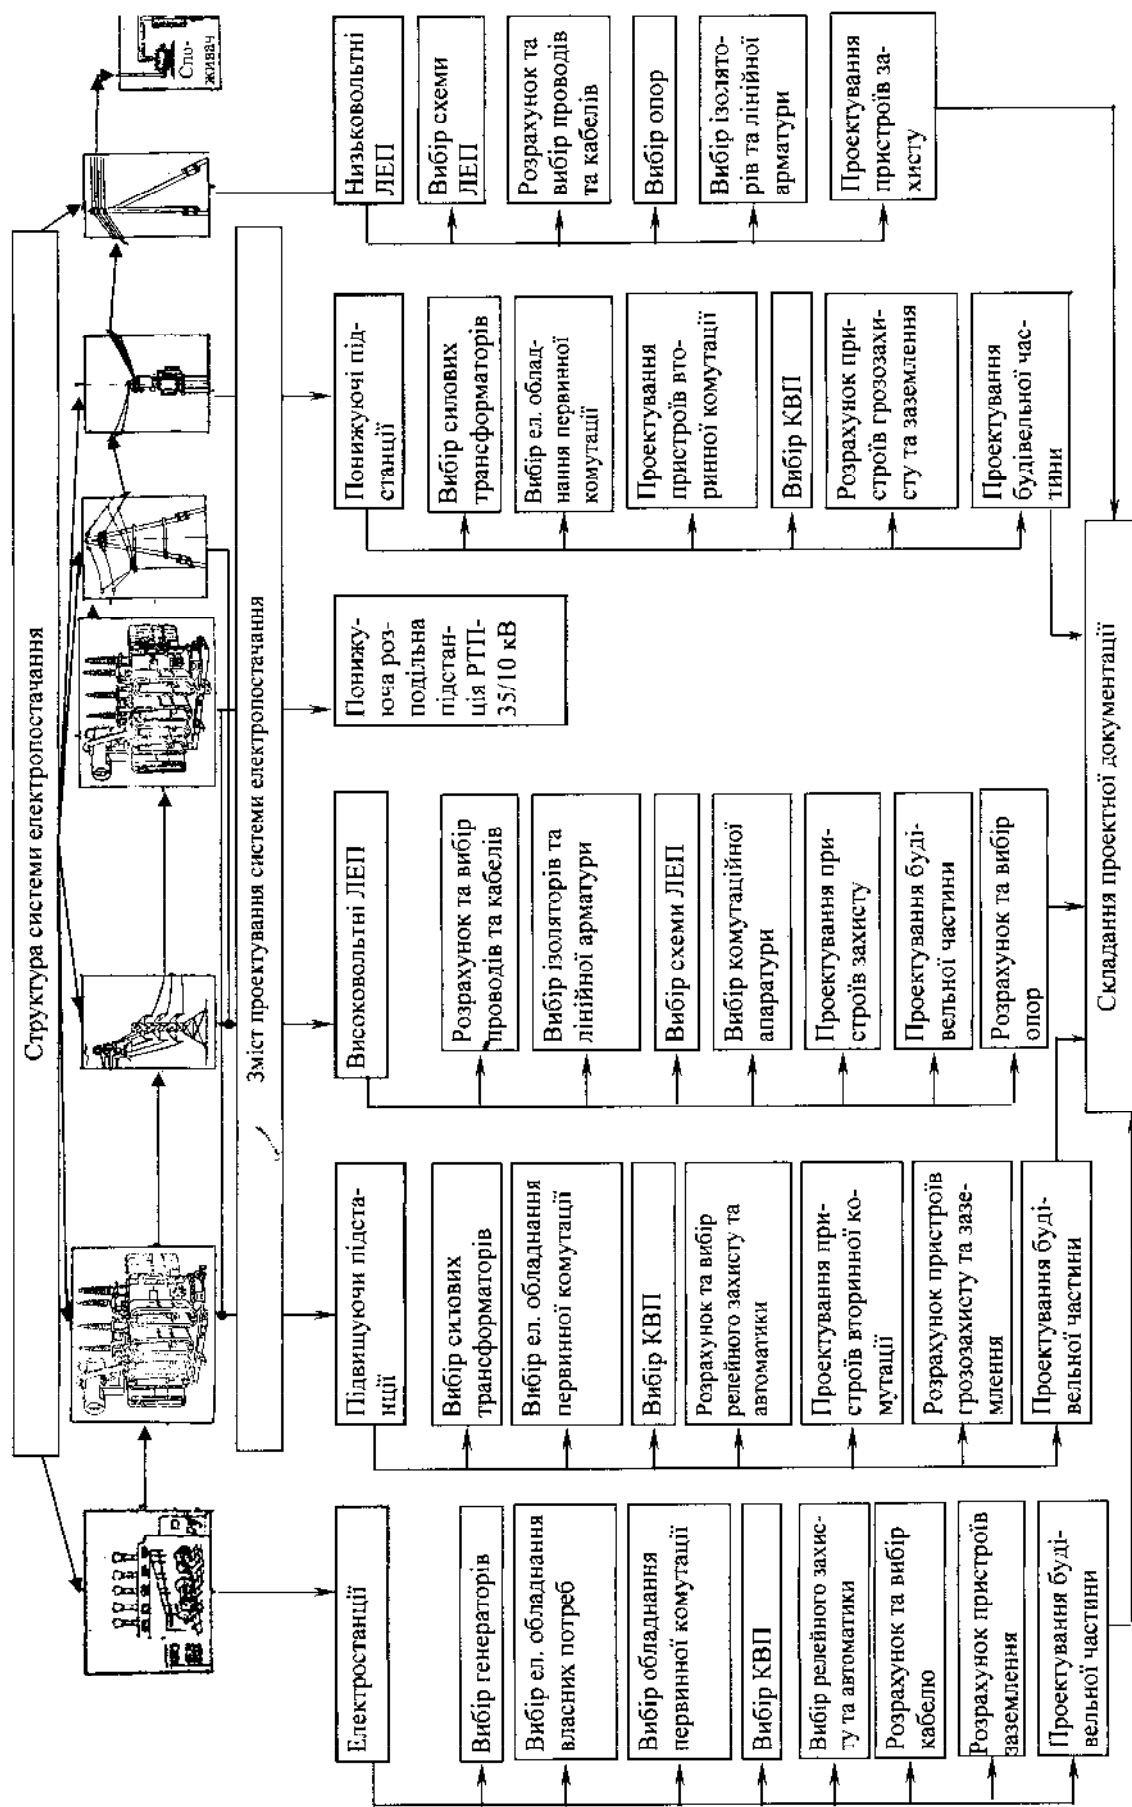 Структура системи електропостачання
Спо-
живач
Зміст проектування системи електропостачання
Електростанції
Вибір генераторів
Вибір ел. обладнання
власних потреб
Вибір обладнання
первинної комутації
Вибір КВП
Вибір релейного захис-
ту та автоматики
Розрахунок та вибір
кабелю
Розрахунок пристроїв
заземлення
Проектування буді-
вельної частини
Підвищуючи підста-
нції
Вибір силових
трансформаторів
Вибір ел. обладнання
первинної комутації
Вибір КВП
Розрахунок та вибір
релейного захисту та
автоматики
Проектування при-
строїв вторинної ко-
мутації
Розрахунок пристроїв
грозозахисту та зазе-
млення
Проектування буді-
вельної частини
Високовольтні ЛЕП
Розрахунок та вибір
проводів та кабелів
Вибір ізоляторів та
лінійної арматури
Вибір схеми ЛЕП
Вибір комутаційної
апаратури
Проектування при-
строїв захисту
Проектування буді-
вельної частини
Розрахунок та вибір
опор
Понижу-
юча роз-
подільна
підстан-
ція РТП-
35/10 кВ
Понижуючі під-
станції
Вибір силових
трансформаторів
Вибір ел. облад-
нання первинної
комутації
Проектування
пристроїв вто-
ринної комутації
Вибір КВП
Розрахунок при-
строїв грозозахи-
сту та заземлення
Проектування
будівельної час-
тини
Низьковольтні
ЛЕП
Вибір схеми
ЛЕП
Розрахунок та
вибір проводів
та кабелів
Вибір опор
Вибір ізолято-
рів та лінійної
арматури
Проектування
пристроїв за-
хисту
Складання проектної документації